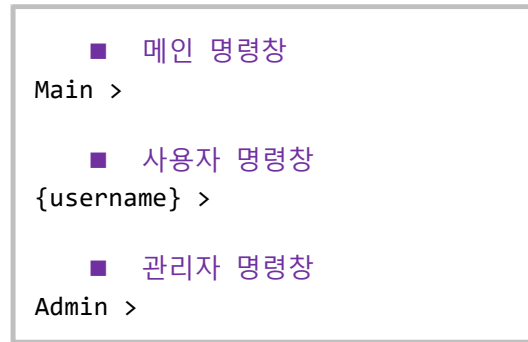 ■ 메인 명령창
Main >
■ 사용자 명령창
{username} >
■ 관리자 명령창
Admin >